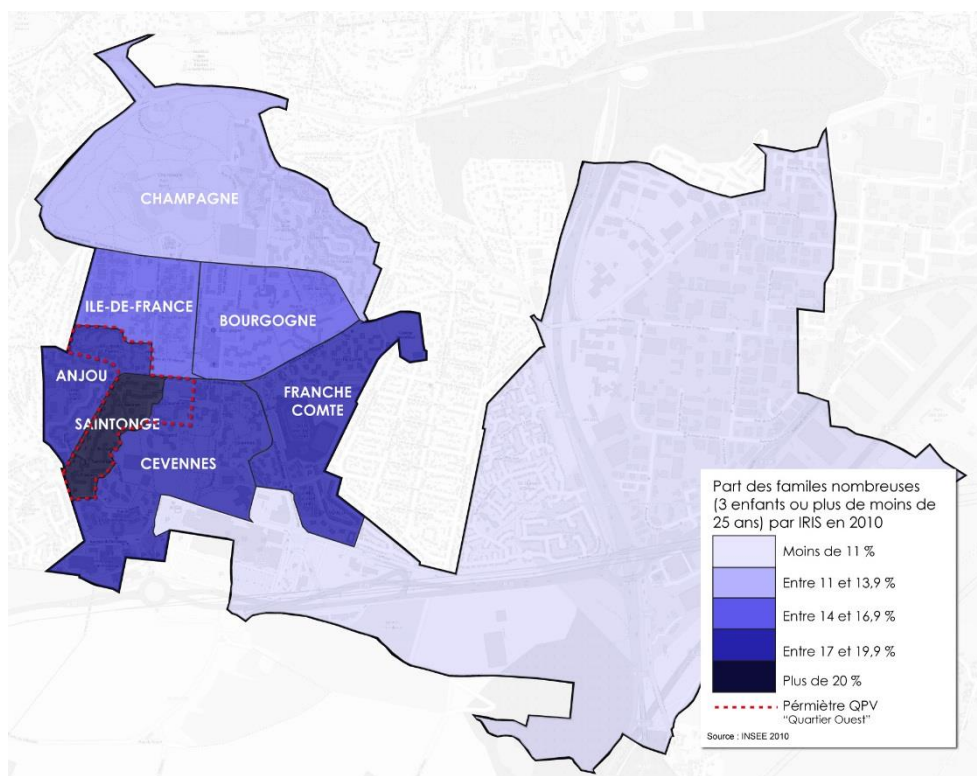 CHAMPAGNE
ILE-DE-FRANCE
BOURGOGNE
ANJOU
FRANCHE
COMTE
SAINTONGE
CEVENNES
Part des familes nombreuses
(3 enfants ou plus de moins de
25 ans) par IRIS en 2010
Moins de 11 %
Entre 11 et 13,9 %
Entre 14 et 16,9 %
Entre 17 et 19,9 %
Plus de 20 %
Pérmiètre QPV
"Quartier Ouest"
Source : INSEE 2010